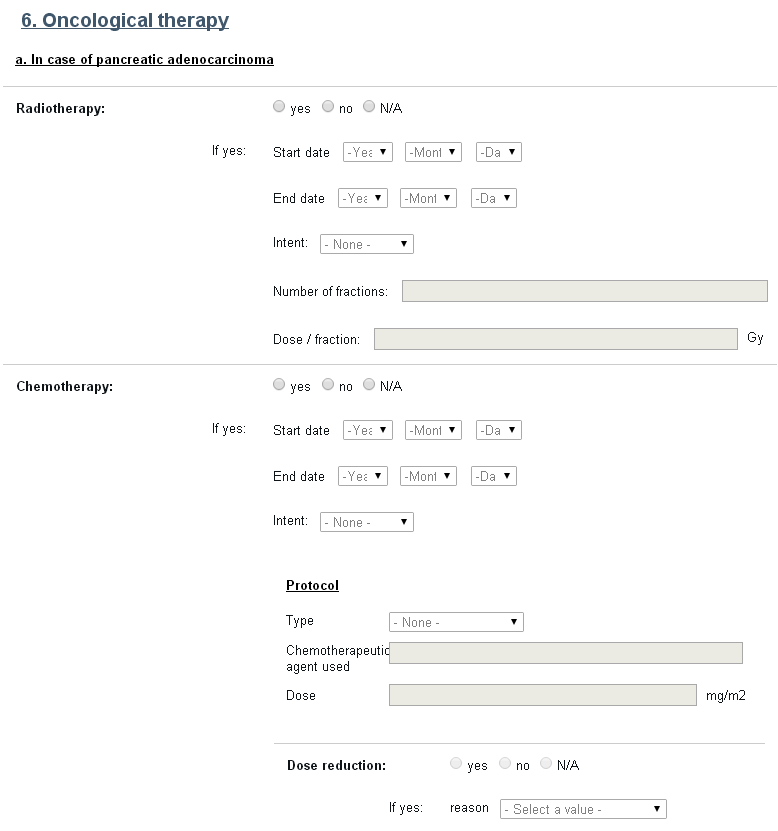 6. Oncological therapy
a. In case of pancreatic adenocarcinoma
Radiotherapy: yes no N/A
If yes: Start date -Yea -Mont -Da
End date -Yea -Mont -Da
Intent: - None -
Number of fractions:
Dose / fraction: Gy
Chemotherapy: yes no N/A
If yes: Start date -Yea -Mont -Da
End date -Yea -Mont -Da
Intent: - None -
Protocol
Type - None -
Chemotherapeutic
agent used
Dose mg/m2
Dose reduction: yes no N/A
If yes: reason - Select a value -